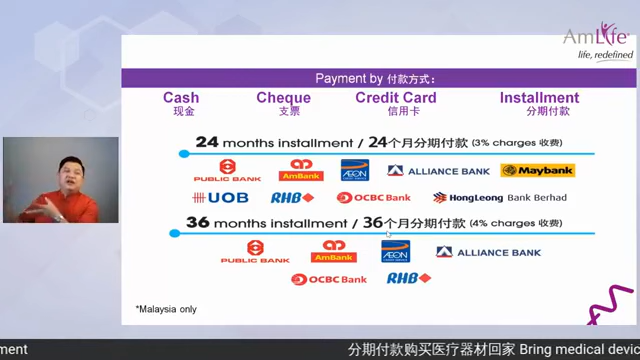 AmLife
life, redefined
Payment by 付款方式:
Cash Cheque Credit Card Installment
现金 支票 信用卡 分期付款
24 months installment / 24个月分期付款 (3% charges 收费)
PUBLIC BANK AmBank AEON ALLIANCE BANK Maybank
UOB RHB OCBC Bank HongLeong Bank Berhad
36 months installment / 36个月分期付款 (4% charges 收费)
PUBLIC BANK AmBank AEON ALLIANCE BANK
OCBC Bank RHB
*Malaysia only
ment 分期付款购买医疗器材回家 Bring medical devic